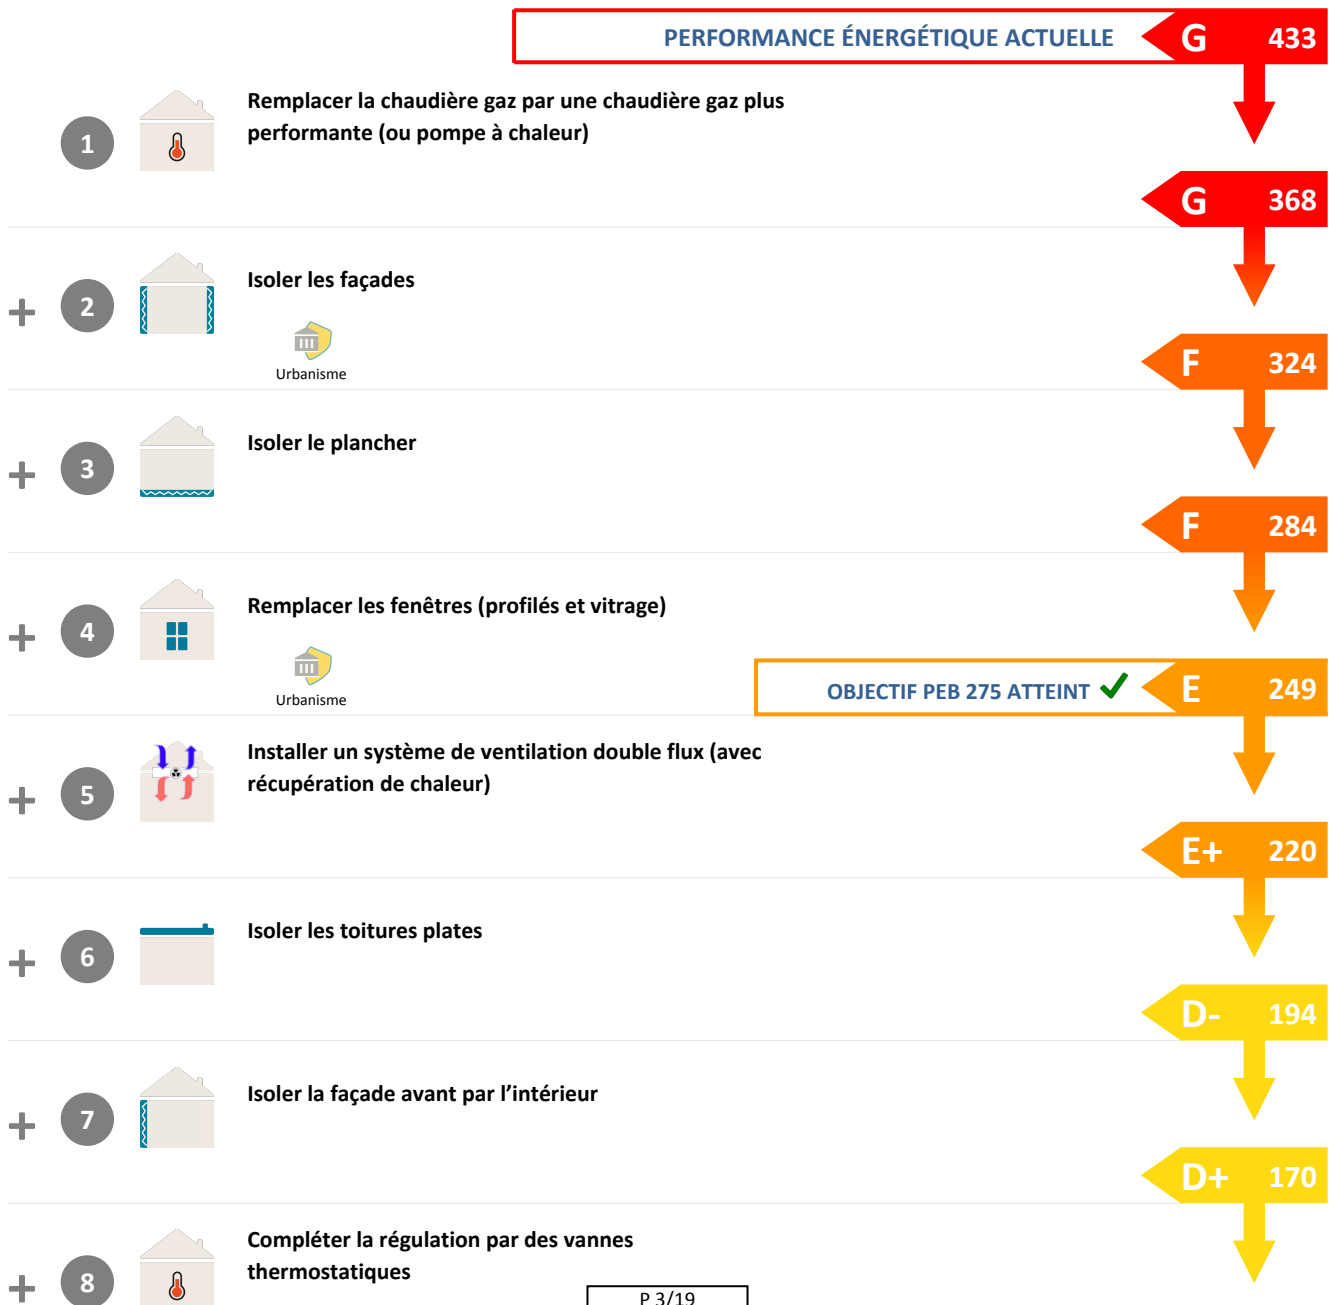 PERFORMANCE ÉNERGÉTIQUE ACTUELLE G 433
1 Remplacer la chaudière gaz par une chaudière gaz plus
performante (ou pompe à chaleur)
G 368
+ 2 Isoler les façades
Urbanisme
F 324
+ 3 Isoler le plancher
F 284
+ 4 Remplacer les fenêtres (profilés et vitrage)
Urbanisme
OBJECTIF PEB 275 ATTEINT E 249
+ 5 Installer un système de ventilation double flux (avec
récupération de chaleur)
E+ 220
+ 6 Isoler les toitures plates
D- 194
+ 7 Isoler la façade avant par l’intérieur
D+ 170
+ 8 Compléter la régulation par des vannes
thermostatiques
P 3/19